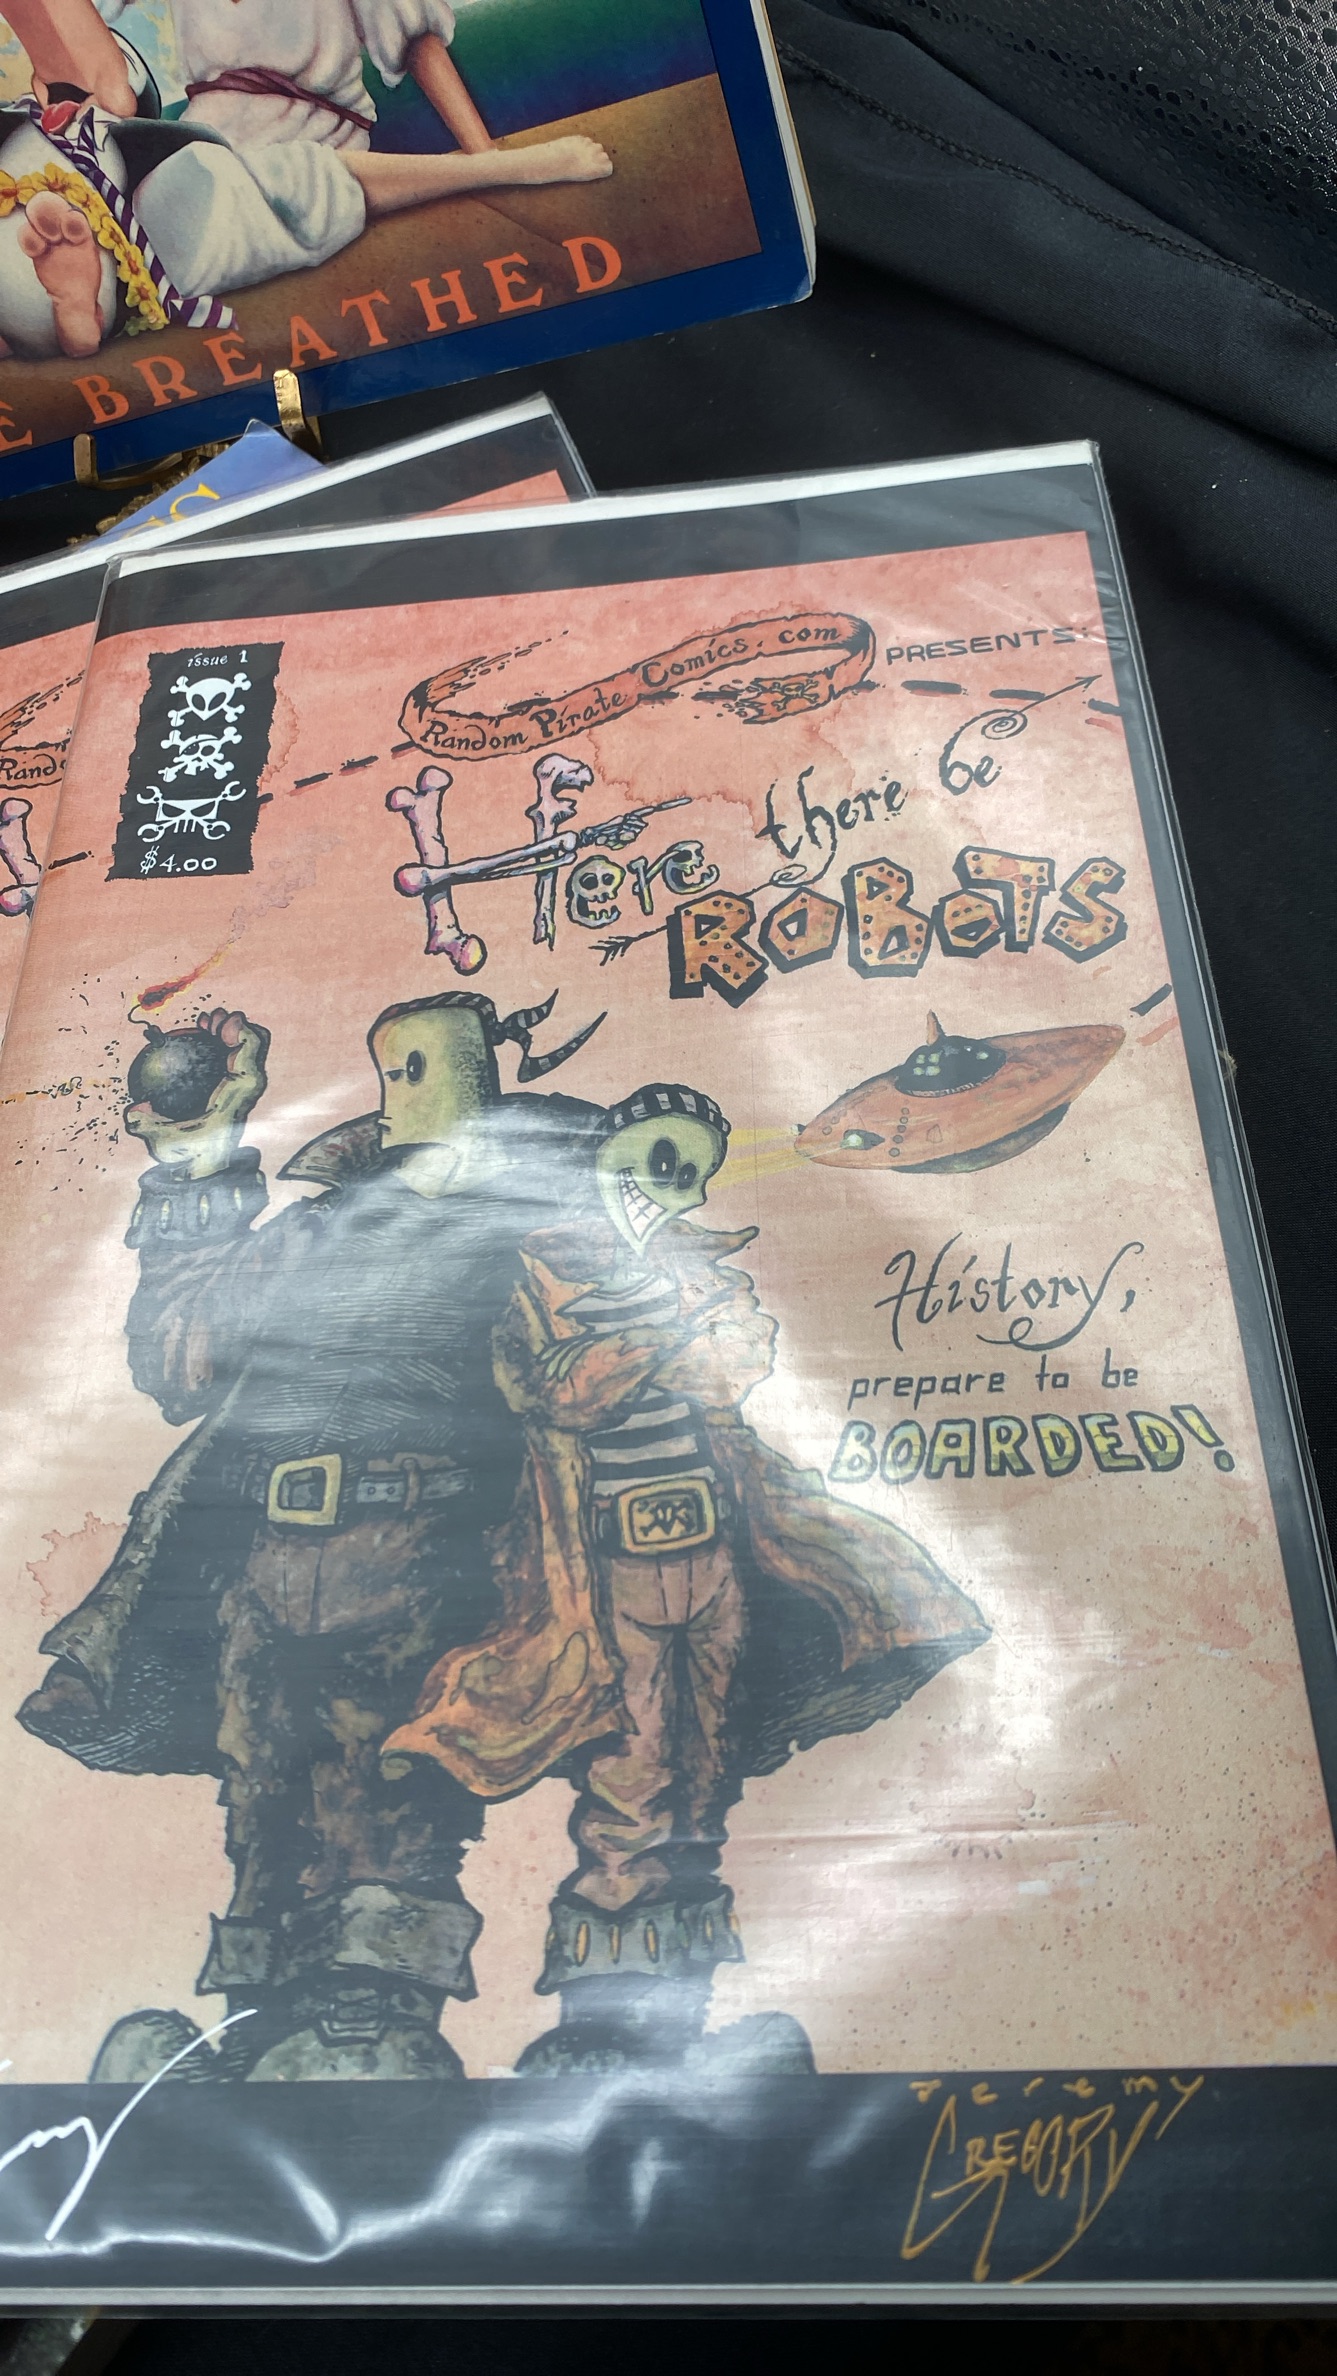 E BREATHED
issue 1
$4.00
Random Pirate Comics.com
PRESENTS:
Here there be
ROBOTS
History,
prepare to be
BOARDED!
Jeremy
GREGORY
Rand